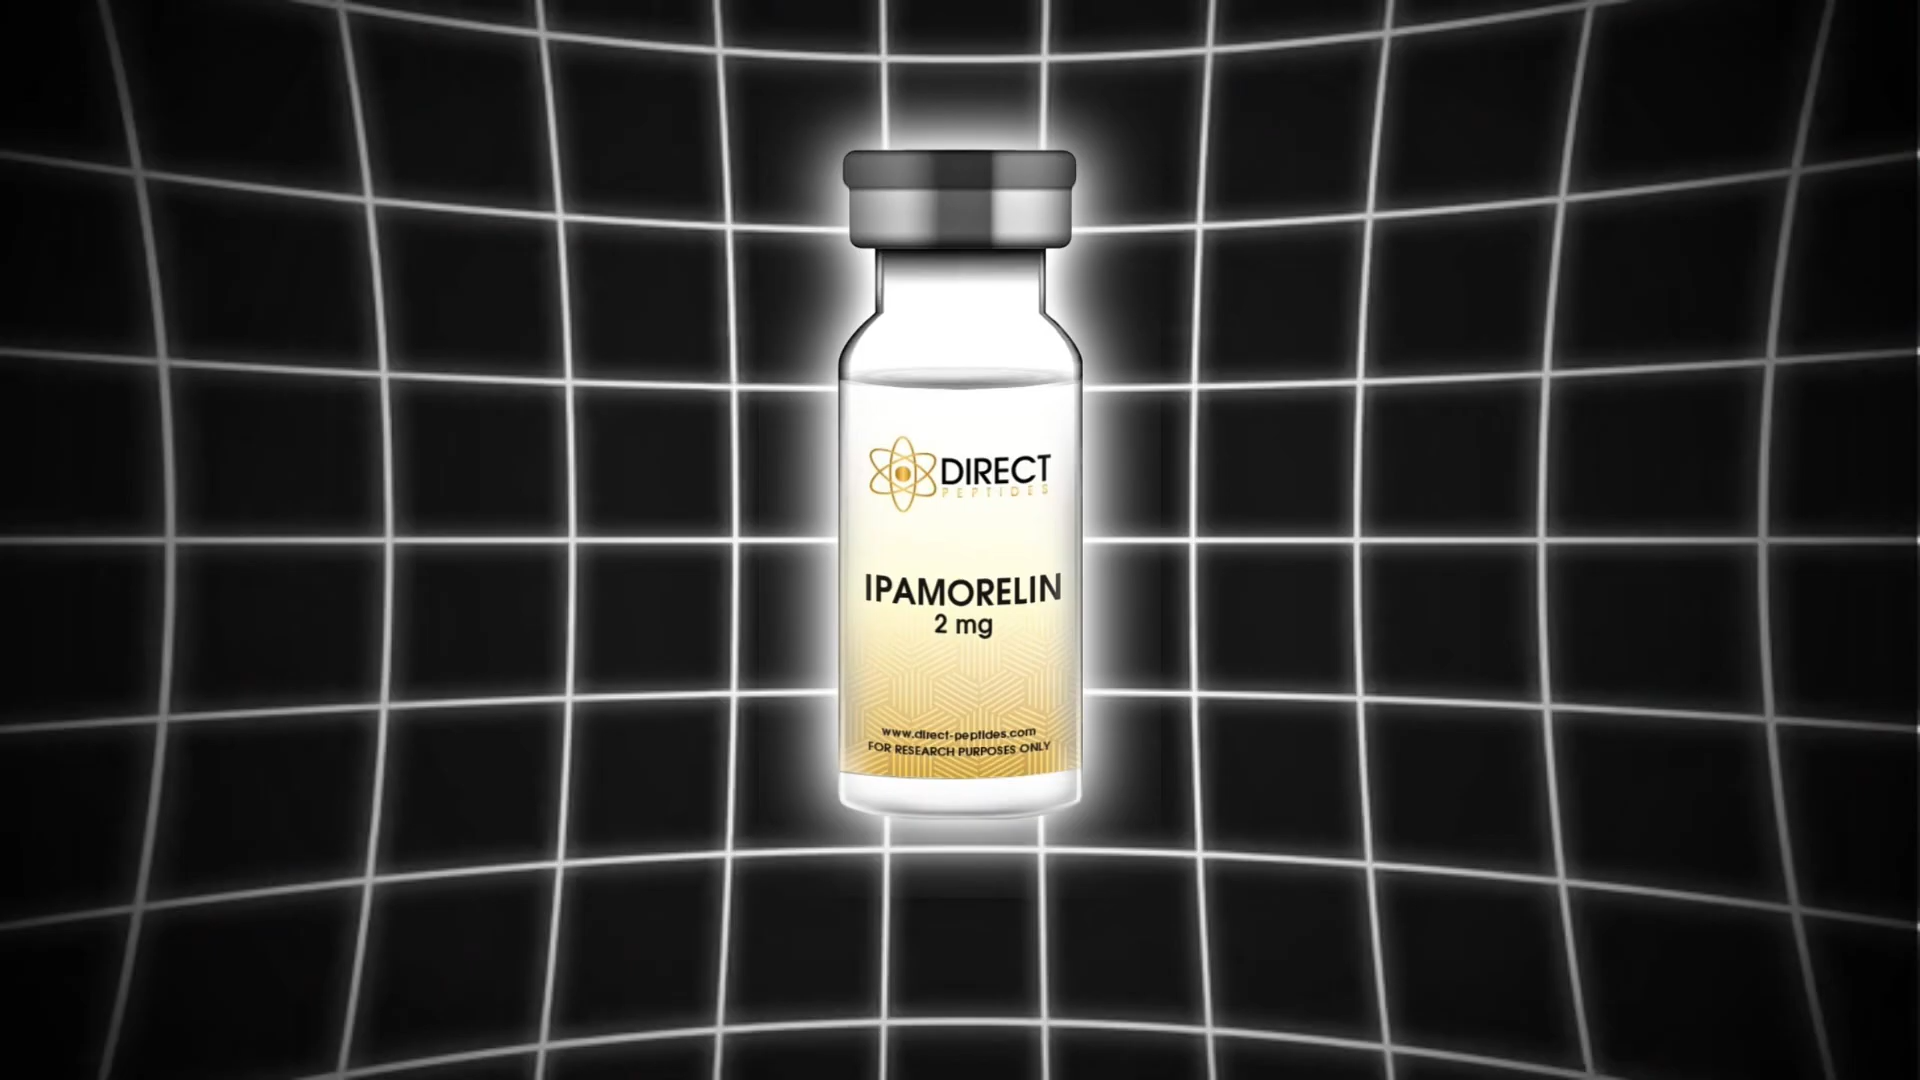 DIRECT
PEPTIDES
IPAMORELIN
2 mg
www.direct-peptides.com
FOR RESEARCH PURPOSES ONLY